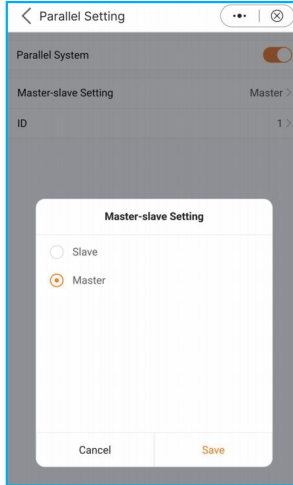 Parallel Setting
Parallel System
Master-slave Setting Master
ID 1
Master-slave Setting
Slave
Master
Cancel Save